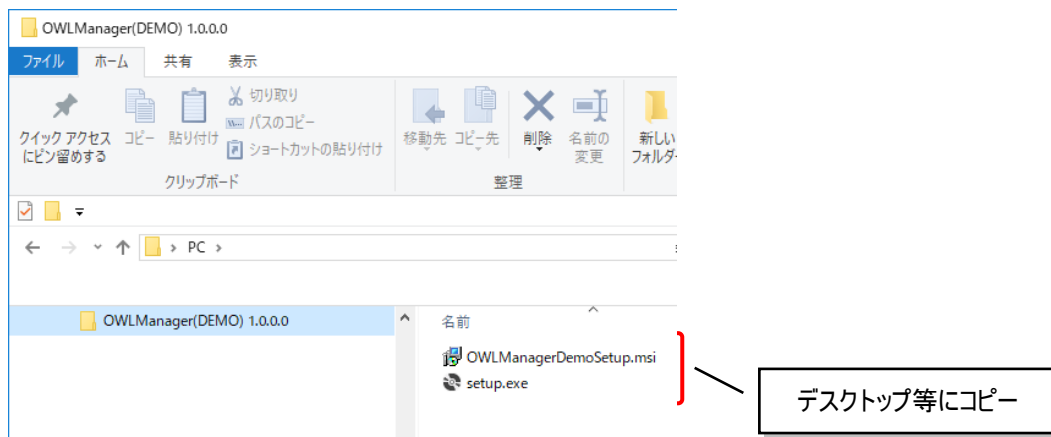 OWLManager(DEMO) 1.0.0.0
ファイル ホーム 共有 表示
クイック アクセス
にピン留めする
コピー
貼り付け
切り取り
パスのコピー
ショートカットの貼り付け
クリップボード
移動先
コピー先
削除
名前の
変更
整理
新しい
フォルダー
PC
OWLManager(DEMO) 1.0.0.0
名前
OWLManagerDemoSetup.msi
setup.exe
デスクトップ等にコピー